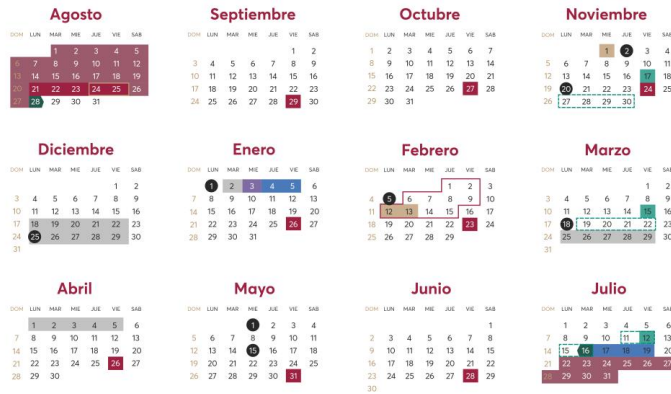 Agosto
DOM LUN MAR MIE JUE VIE SAB
1 2 3 4 5
6 7 8 9 10 11 12
13 14 15 16 17 18 19
20 21 22 23 24 25 26
27 28 29 30 31
Septiembre
DOM LUN MAR MIE JUE VIE SAB
1 2
3 4 5 6 7 8 9
10 11 12 13 14 15 16
17 18 19 20 21 22 23
24 25 26 27 28 29 30
Octubre
DOM LUN MAR MIE JUE VIE SAB
1 2 3 4 5 6 7
8 9 10 11 12 13 14
15 16 17 18 19 20 21
22 23 24 25 26 27 28
29 30 31
Noviembre
DOM LUN MAR MIE JUE VIE SAB
1 2 3 4
5 6 7 8 9 10 11
12 13 14 15 16 17 18
19 20 21 22 23 24 25
26 27 28 29 30
Diciembre
DOM LUN MAR MIE JUE VIE SAB
1 2
3 4 5 6 7 8 9
10 11 12 13 14 15 16
17 18 19 20 21 22 23
24 25 26 27 28 29 30
31
Enero
DOM LUN MAR MIE JUE VIE SAB
1 2 3 4 5 6
7 8 9 10 11 12 13
14 15 16 17 18 19 20
21 22 23 24 25 26 27
28 29 30 31
Febrero
DOM LUN MAR MIE JUE VIE SAB
1 2 3
4 5 6 7 8 9 10
11 12 13 14 15 16 17
18 19 20 21 22 23 24
25 26 27 28 29
Marzo
DOM LUN MAR MIE JUE VIE SAB
1 2
3 4 5 6 7 8 9
10 11 12 13 14 15 16
17 18 19 20 21 22 23
24 25 26 27 28 29 30
Abril
DOM LUN MAR MIE JUE VIE SAB
1 2 3 4 5 6
7 8 9 10 11 12 13
14 15 16 17 18 19 20
21 22 23 24 25 26 27
28 29 30
Mayo
DOM LUN MAR MIE JUE VIE SAB
1 2 3 4
5 6 7 8 9 10 11
12 13 14 15 16 17 18
19 20 21 22 23 24 25
26 27 28 29 30 31
Junio
DOM LUN MAR MIE JUE VIE SAB
1
2 3 4 5 6 7 8
9 10 11 12 13 14 15
16 17 18 19 20 21 22
23 24 25 26 27 28 29
30
Julio
DOM LUN MAR MIE JUE VIE SAB
1 2 3 4 5 6
7 8 9 10 11 12 13
14 15 16 17 18 19 20
21 22 23 24 25 26 27
28 29 30 31